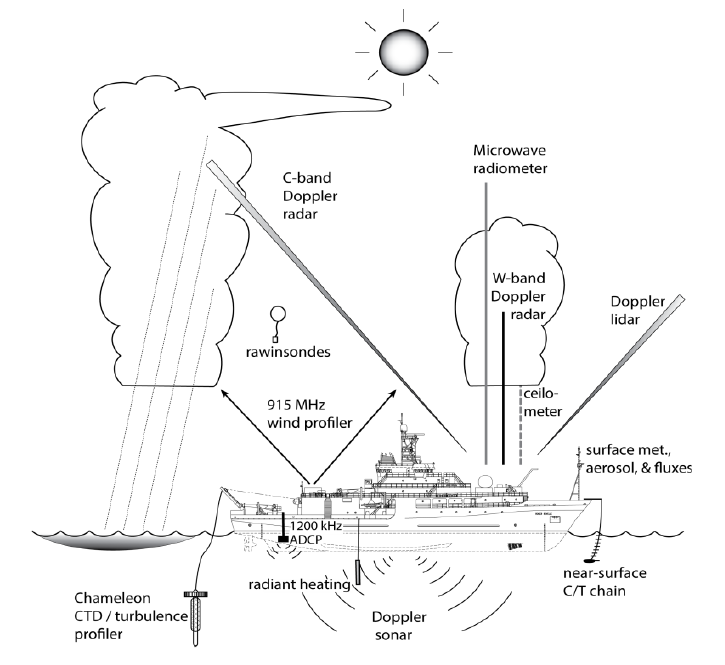 Microwave
radiometer
C-band
Doppler
radar
W-band
Doppler
radar
Doppler
lidar
rawinsondes
ceilo-
meter
915 MHz
wind profiler
surface met.,
aerosol, & fluxes
1200 kHz
ADCP
radiant heating
near-surface
C/T chain
Chameleon
CTD / turbulence
profiler
Doppler
sonar